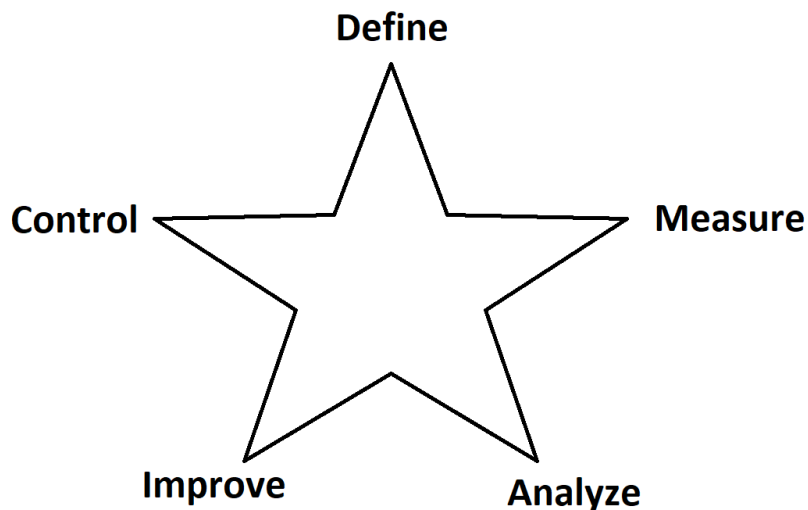 Define
Control
Measure
Improve
Analyze